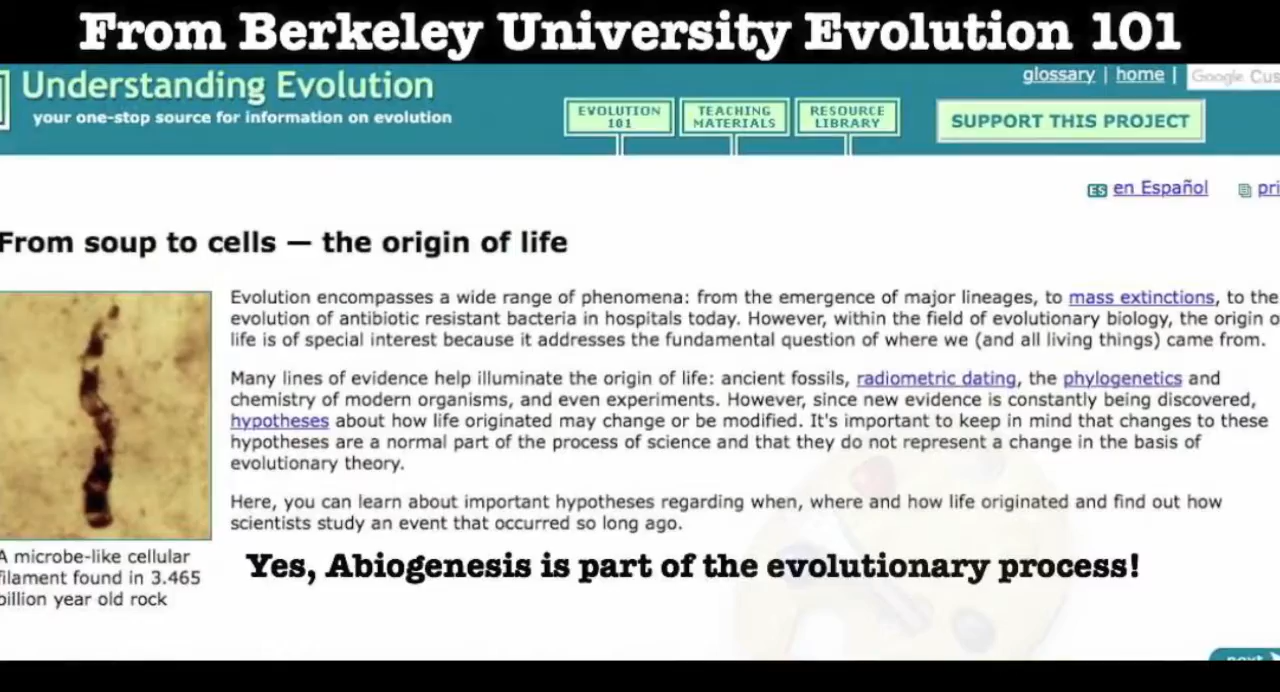 From Berkeley University Evolution 101
Understanding Evolution
your one-stop source for information on evolution
glossary | home |
Google Cus
EVOLUTION
101
TEACHING
MATERIALS
RESOURCE
LIBRARY
SUPPORT THIS PROJECT
ES en Español
pri
From soup to cells — the origin of life
Evolution encompasses a wide range of phenomena: from the emergence of major lineages, to mass extinctions, to the
evolution of antibiotic resistant bacteria in hospitals today. However, within the field of evolutionary biology, the origin o
life is of special interest because it addresses the fundamental question of where we (and all living things) came from.
Many lines of evidence help illuminate the origin of life: ancient fossils, radiometric dating, the phylogenetics and
chemistry of modern organisms, and even experiments. However, since new evidence is constantly being discovered,
hypotheses about how life originated may change or be modified. It's important to keep in mind that changes to these
hypotheses are a normal part of the process of science and that they do not represent a change in the basis of
evolutionary theory.
Here, you can learn about important hypotheses regarding when, where and how life originated and find out how
scientists study an event that occurred so long ago.
A microbe-like cellular
filament found in 3.465
billion year old rock
Yes, Abiogenesis is part of the evolutionary process!
next